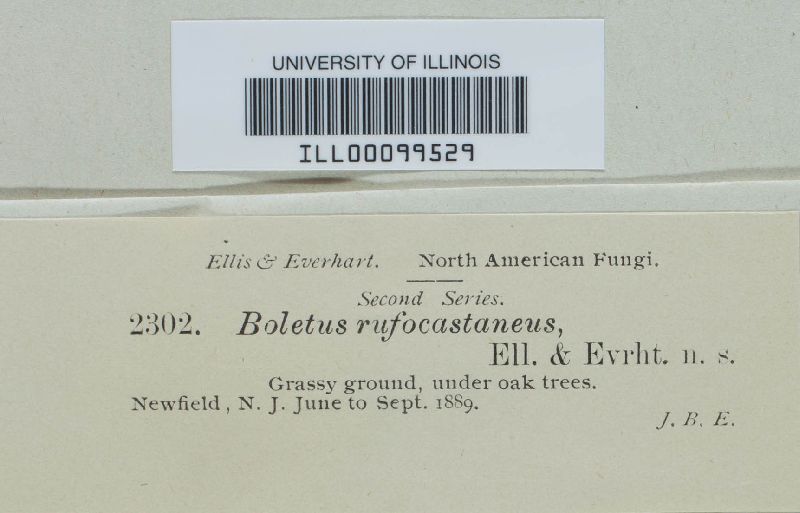 UNIVERSITY OF ILLINOIS
ILL00099529
Ellis & Everhart. North American Fungi.
Second Series.
2302. Boletus rufocastaneus,
Ell. & Evrht. n. s.
Grassy ground, under oak trees.
Newfield, N. J. June to Sept. 1889.
J. B. E.